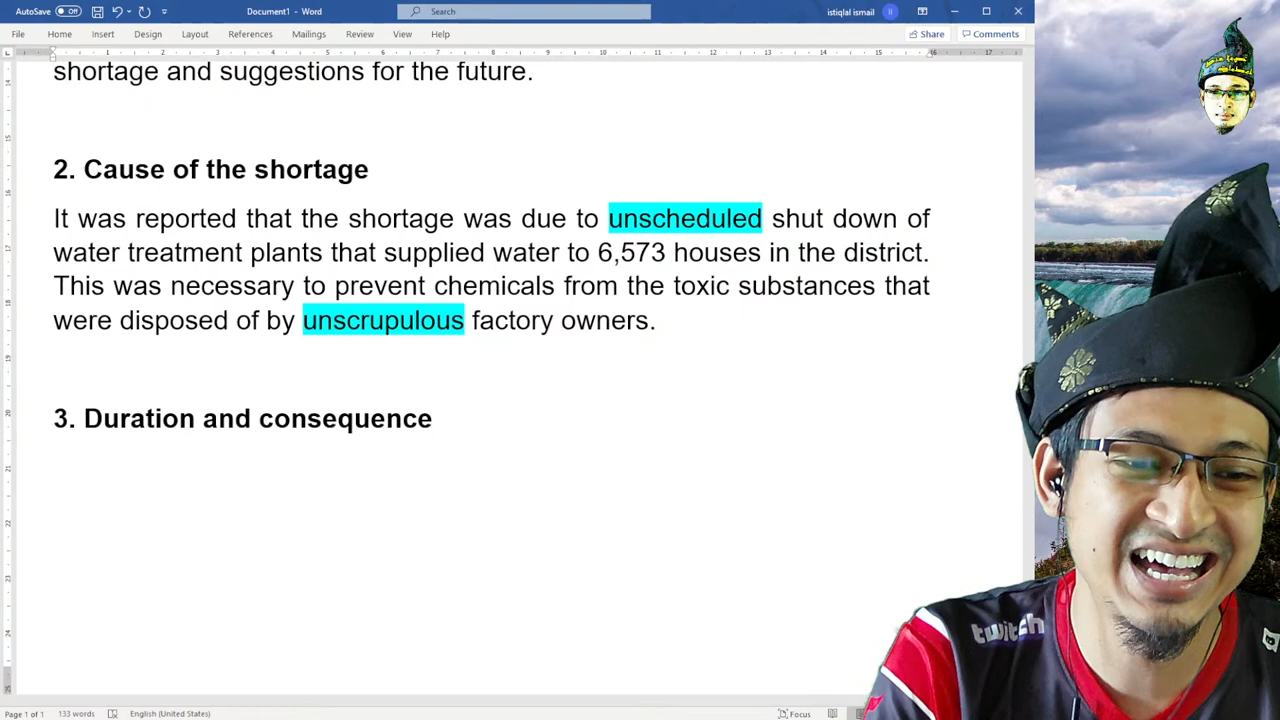 AutoSave Off Document1 - Word Search istiqlal ismail II
File Home Insert Design Layout References Mailings Review View Help Share Comments
shortage and suggestions for the future.
2. Cause of the shortage
It was reported that the shortage was due to unscheduled shut down of
water treatment plants that supplied water to 6,573 houses in the district.
This was necessary to prevent chemicals from the toxic substances that
were disposed of by unscrupulous factory owners.
3. Duration and consequence
twitch
Page 1 of 1 133 words English (United States) Focus